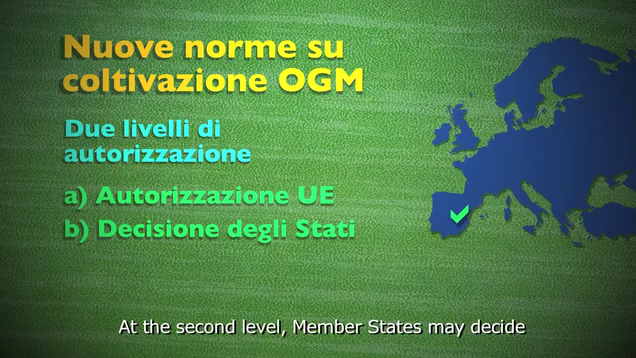 Nuove norme su
coltivazione OGM
Due livelli di
autorizzazione
a) Autorizzazione UE
b) Decisione degli Stati
At the second level, Member States may decide